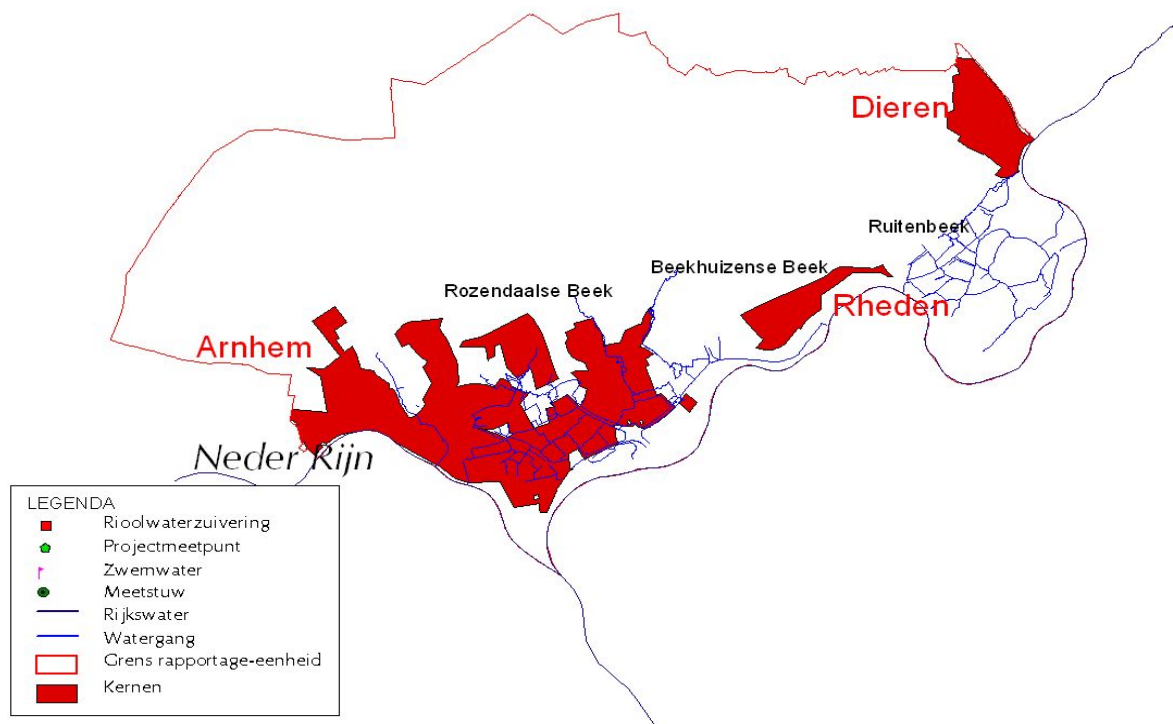 Dieren
Ruitenbeek
Beekhuizense Beek
Rozendaalse Beek
Rheden
Arnhem
Neder Rijn
LEGENDA
Rioolwaterzuivering
Projectmeetpunt
Zwemwater
Meetstuw
Rijkswater
Watergang
Grens rapportage-eenheid
Kernen